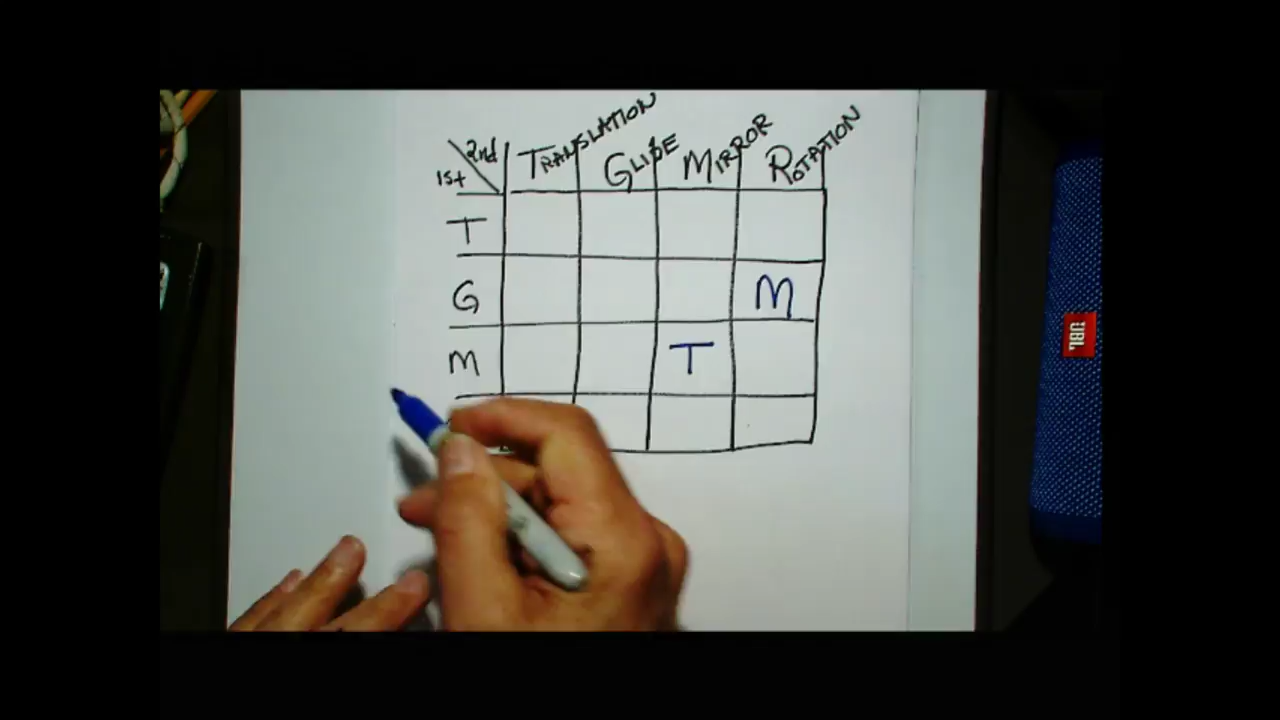 1st 2nd TRANSLATION GLIDE MIRROR ROTATION
T
G M
M T
JBL